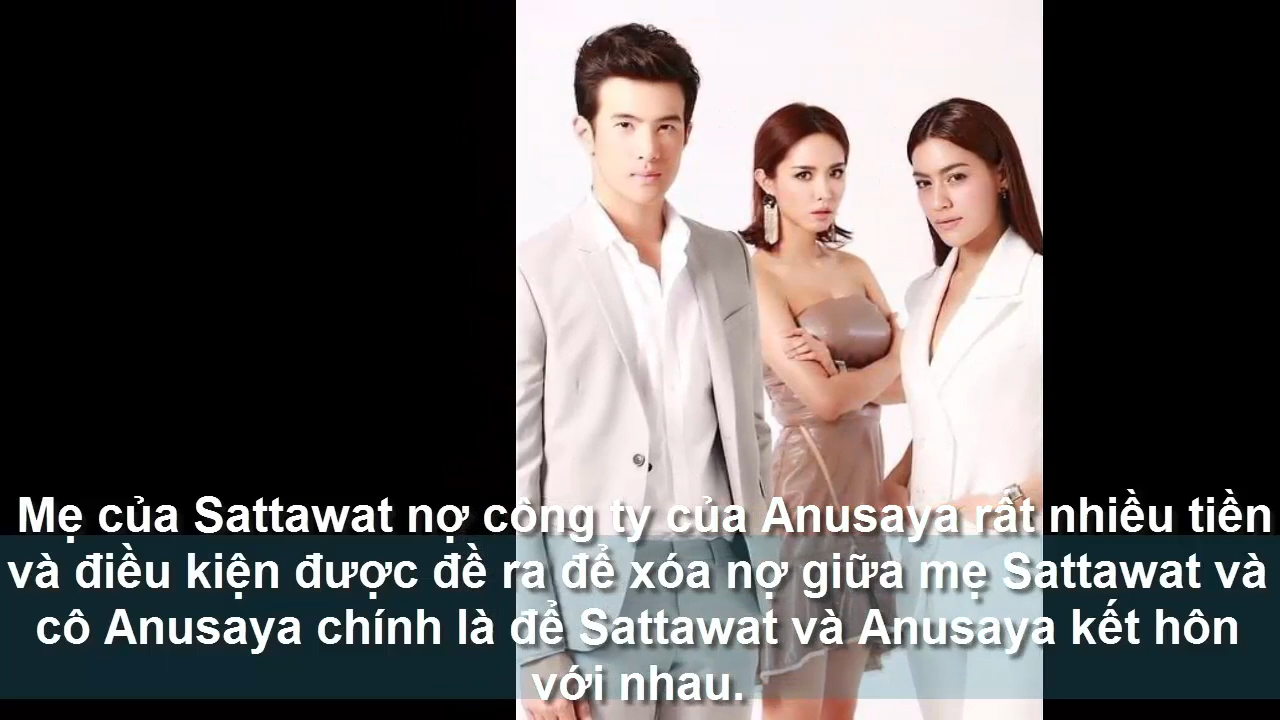 Mẹ của Sattawat nợ công ty của Anusaya rất nhiều tiền
và điều kiện được đề ra để xóa nợ giữa mẹ Sattawat và
cô Anusaya chính là để Sattawat và Anusaya kết hôn
với nhau.